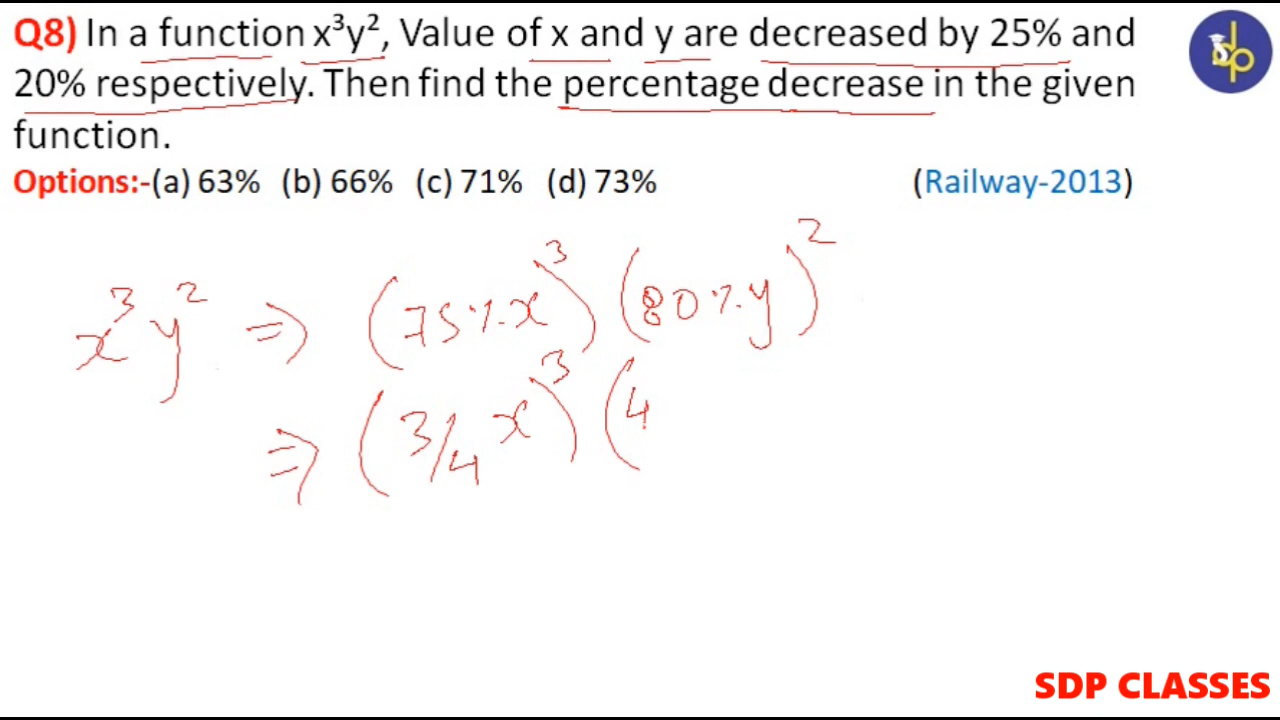 Q8) In a function x³y², Value of x and y are decreased by 25% and
20% respectively. Then find the percentage decrease in the given
function.
Options:-(a) 63% (b) 66% (c) 71% (d) 73% (Railway-2013)
x³y² ⇒ (75%x)³ (80%y)²
⇒ (3/4 x)³ (4
SDP CLASSES